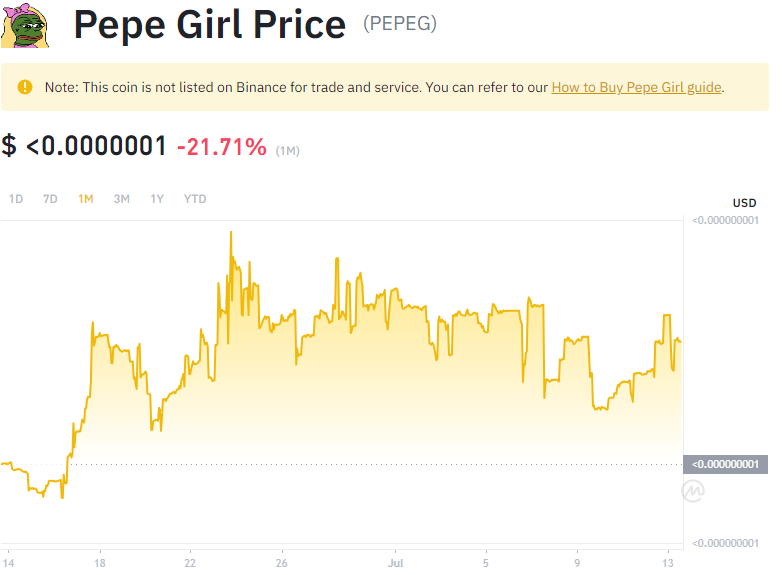 Pepe Girl Price (PEPEG)
Note: This coin is not listed on Binance for trade and service. You can refer to our How to Buy Pepe Girl guide.
$ <0.0000001 -21.71% (1M)
1D 7D 1M 3M 1Y YTD
USD
<0.000000001
<0.000000001
<0.000000001
14 18 22 26 Jul 5 9 13